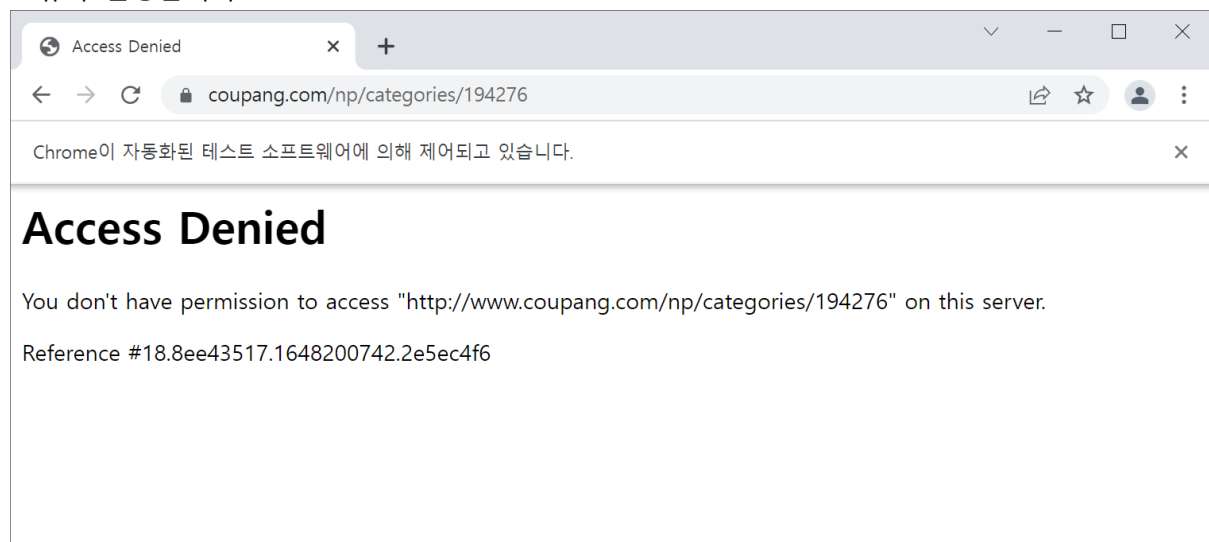 Access Denied
coupang.com/np/categories/194276
Chrome이 자동화된 테스트 소프트웨어에 의해 제어되고 있습니다.
Access Denied
You don't have permission to access "http://www.coupang.com/np/categories/194276" on this server.
Reference #18.8ee43517.1648200742.2e5ec4f6